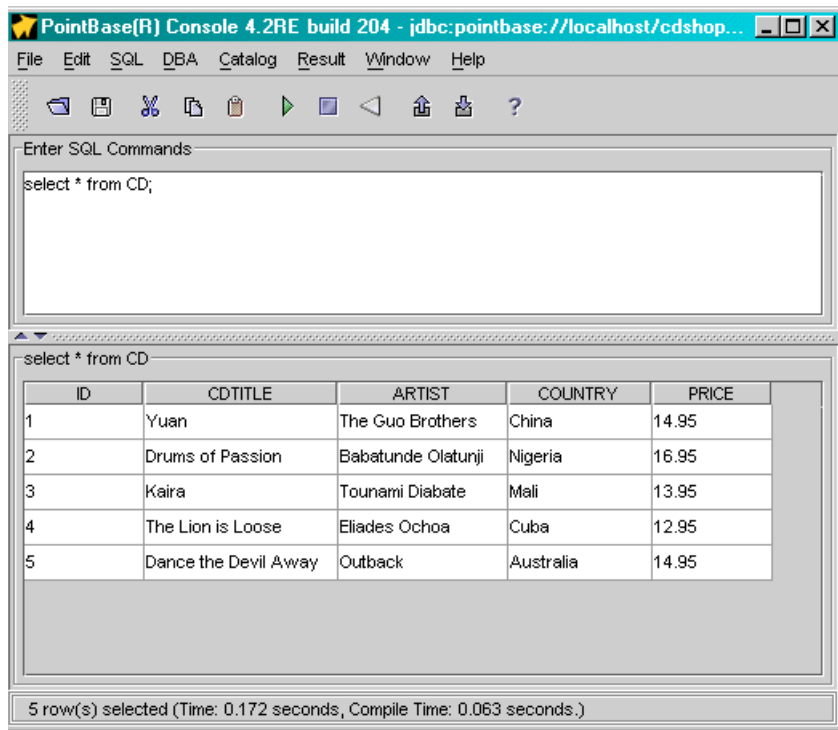 PointBase(R) Console 4.2RE build 204 - jdbc:pointbase://localhost/cdshop...
File Edit SQL DBA Catalog Result Window Help
?
Enter SQL Commands
select * from CD;
select * from CD
ID CDTITLE ARTIST COUNTRY PRICE
1 Yuan The Guo Brothers China 14.95
2 Drums of Passion Babatunde Olatunji Nigeria 16.95
3 Kaira Tounami Diabate Mali 13.95
4 The Lion is Loose Eliades Ochoa Cuba 12.95
5 Dance the Devil Away Outback Australia 14.95
5 row(s) selected (Time: 0.172 seconds, Compile Time: 0.063 seconds.)